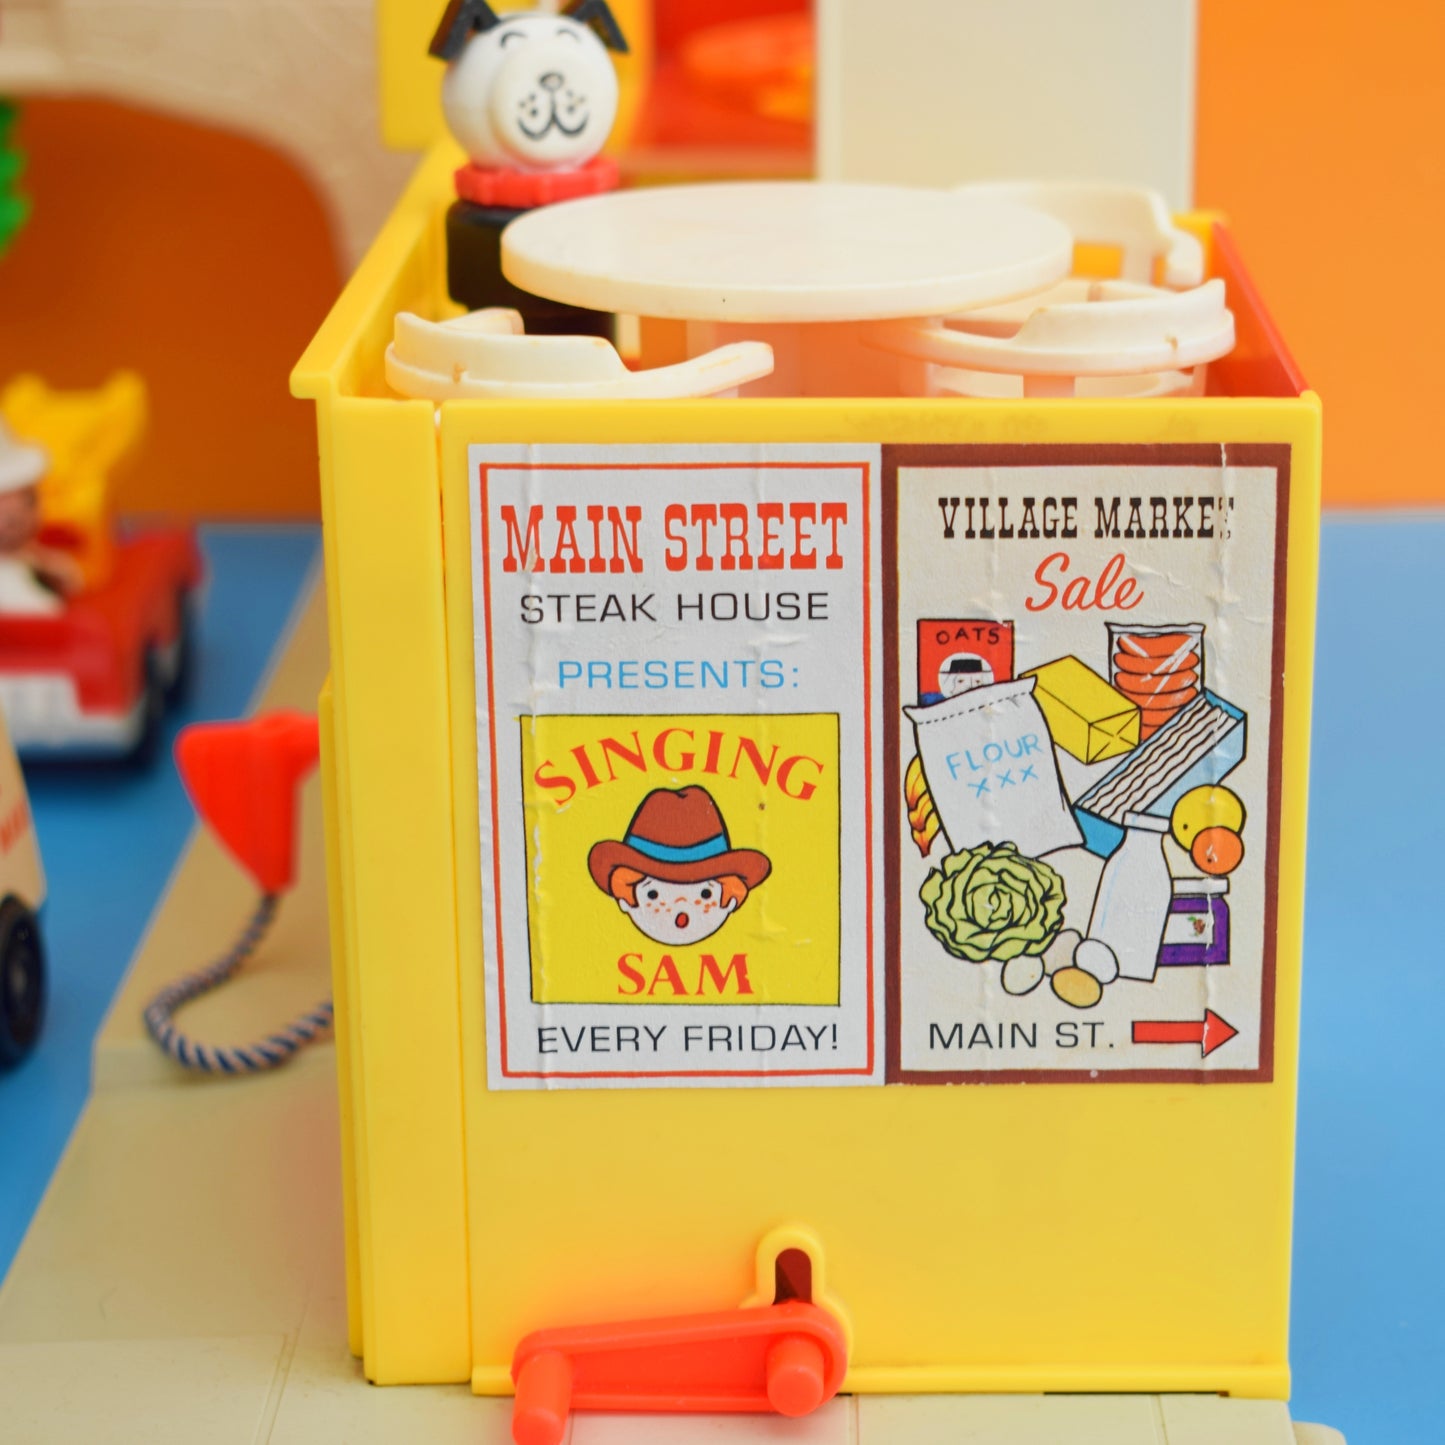 MAIN STREET
STEAK HOUSE
PRESENTS:
SINGING
SAM
EVERY FRIDAY!
VILLAGE MARKET
Sale
OATS
FLOUR
XXX
MAIN ST.